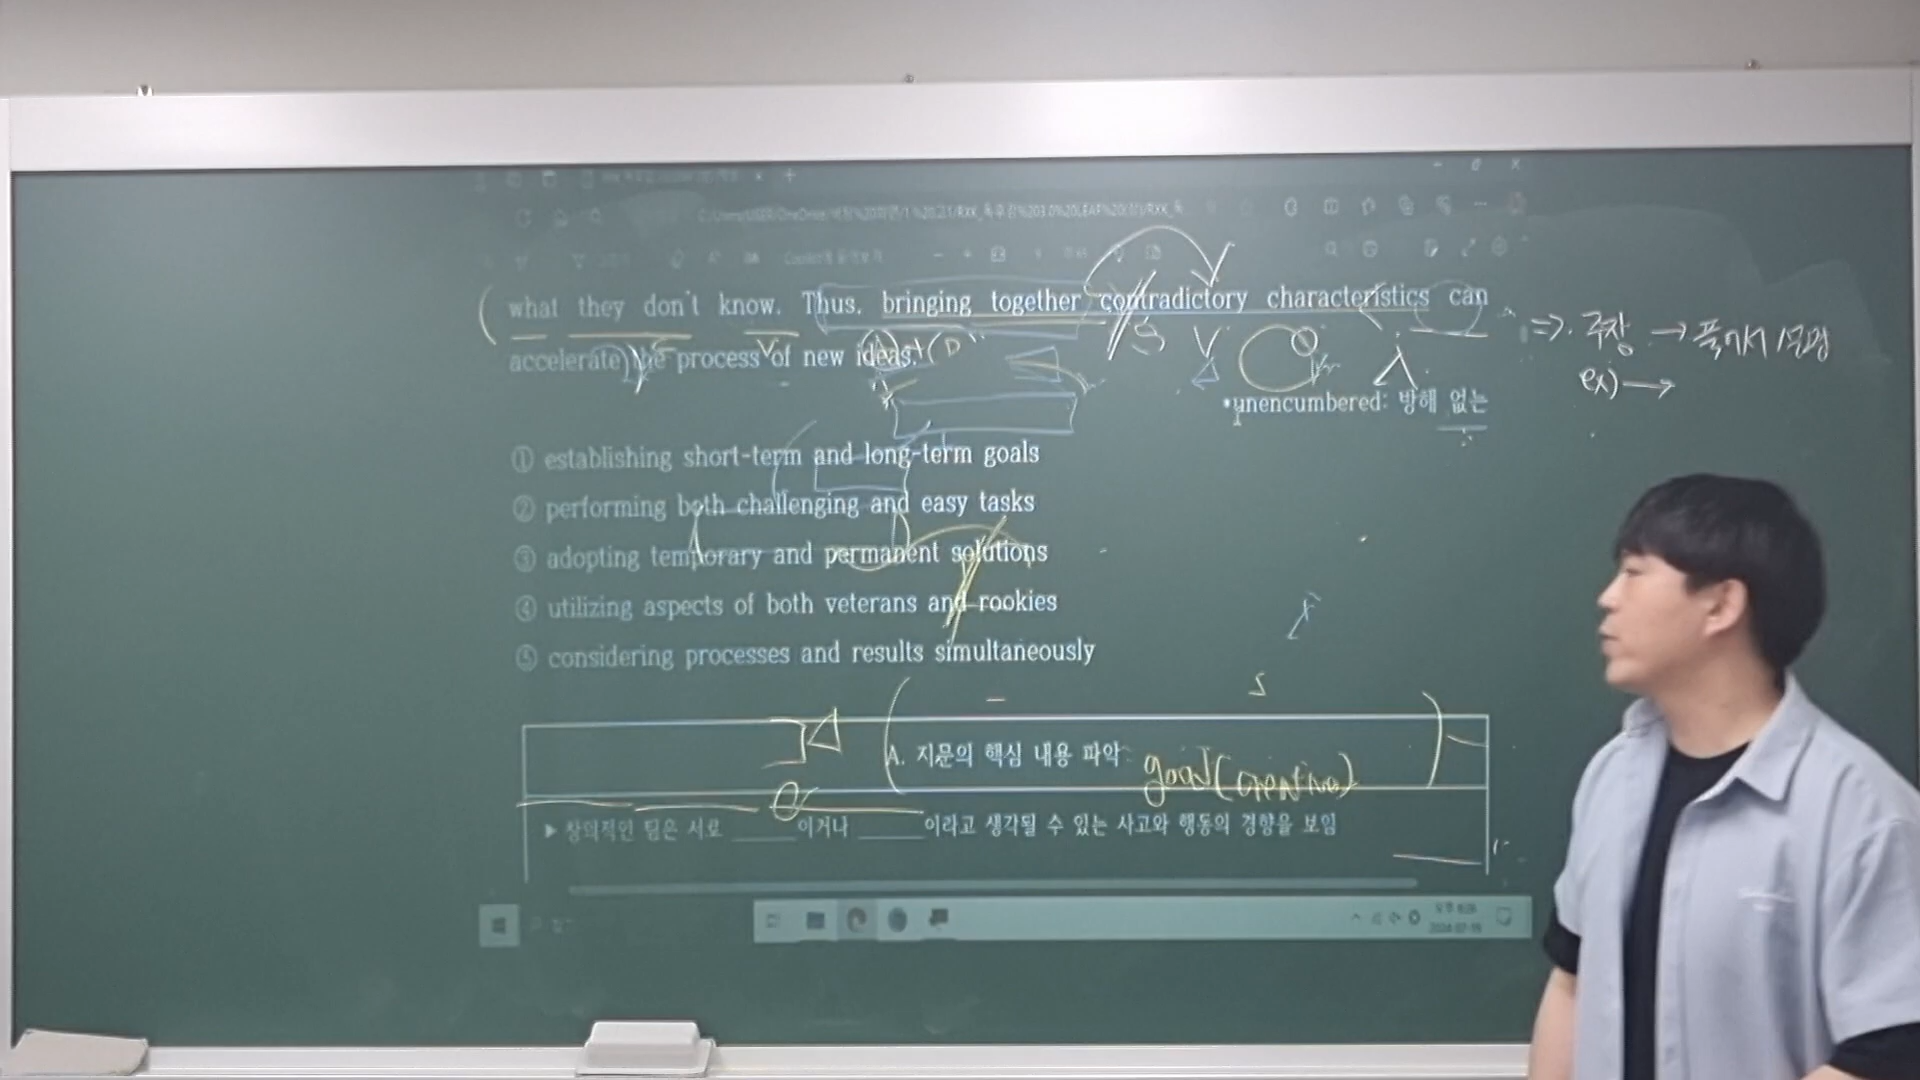 what they don't know. Thus, bringing together contradictory characteristics can
accelerate the process of new ideas.
*unencumbered: 방해 없는
⇒ 주장 → 풀어서 설명
ex) →
① establishing short-term and long-term goals
② performing both challenging and easy tasks
③ adopting temporary and permanent solutions
④ utilizing aspects of both veterans and rookies
⑤ considering processes and results simultaneously
A. 지문의 핵심 내용 파악: good (creative)
▶ 창의적인 팀은 서로 ______이거나 ______이라고 생각될 수 있는 사고와 행동의 경향을 보임